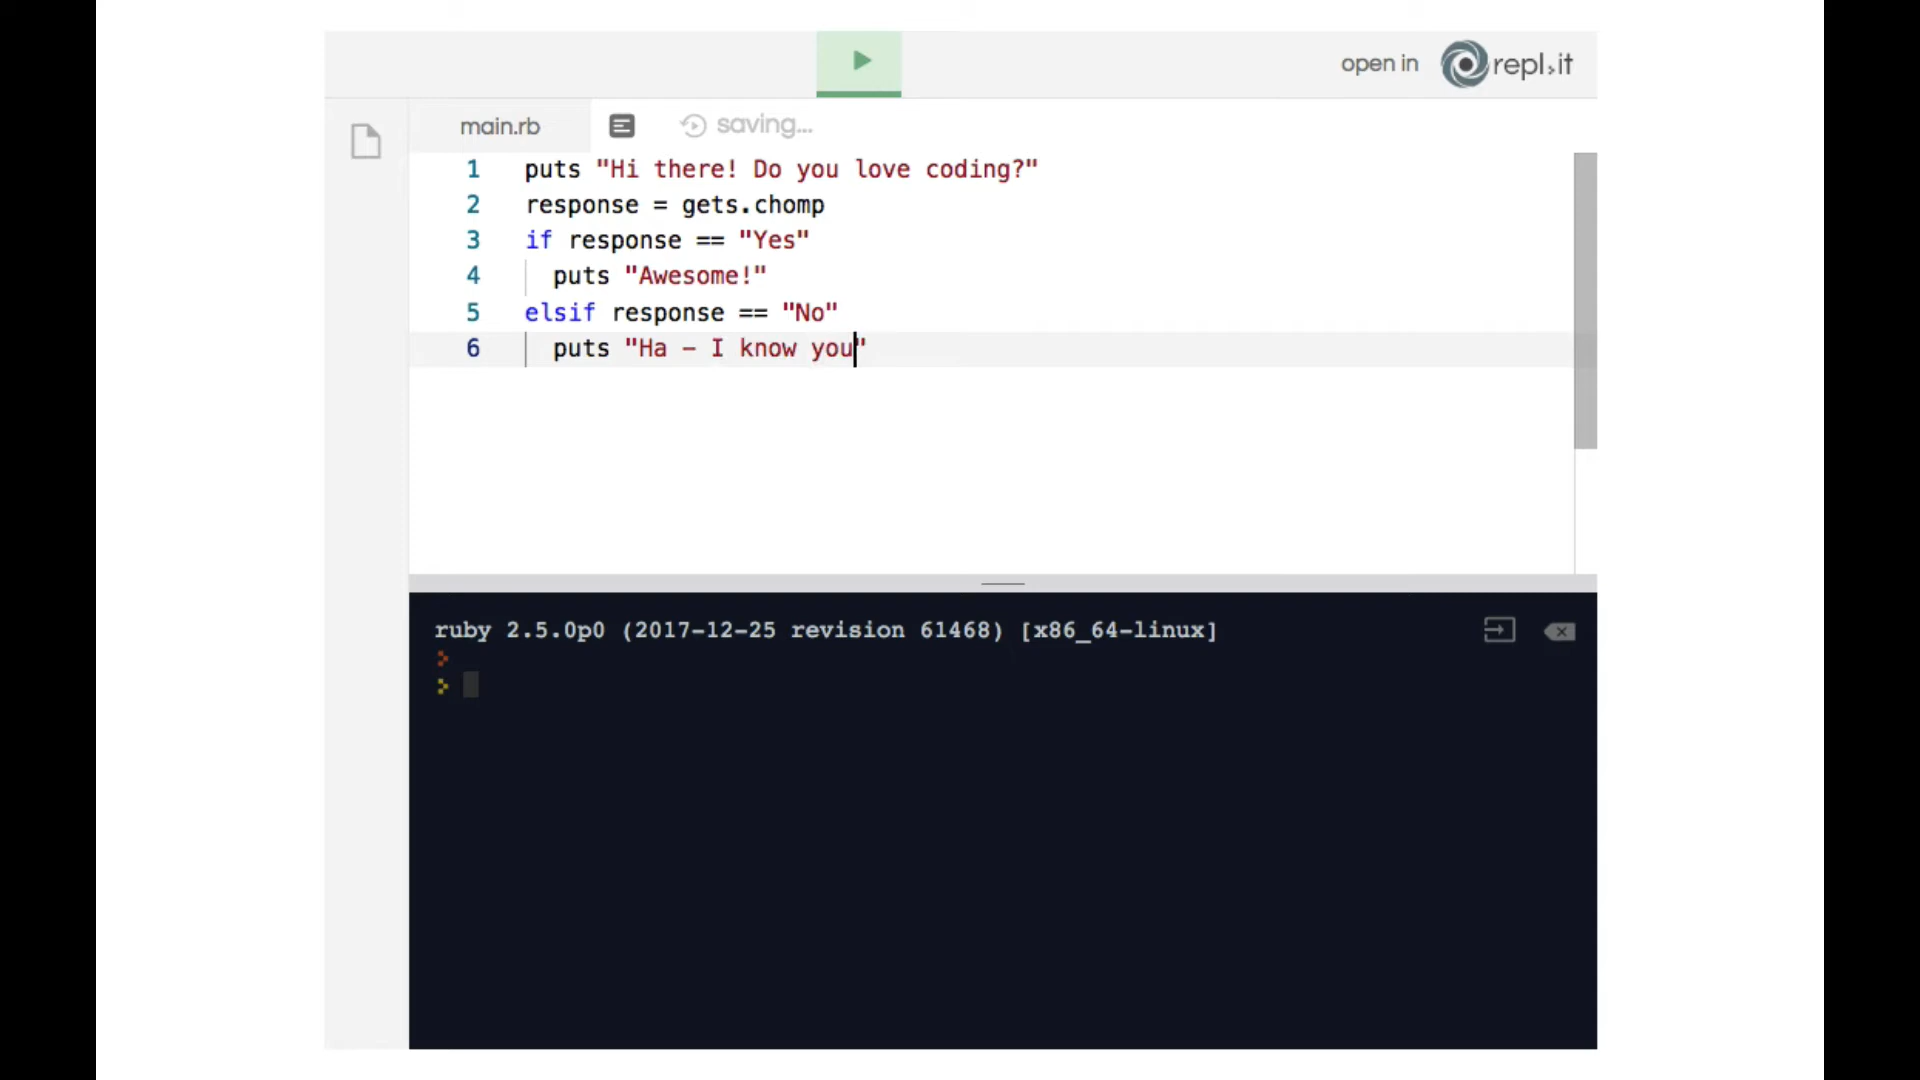 open in repl.it
main.rb saving...
1 puts "Hi there! Do you love coding?"
2 response = gets.chomp
3 if response == "Yes"
4 puts "Awesome!"
5 elsif response == "No"
6 puts "Ha - I know you"
ruby 2.5.0p0 (2017-12-25 revision 61468) [x86_64-linux]
>
>